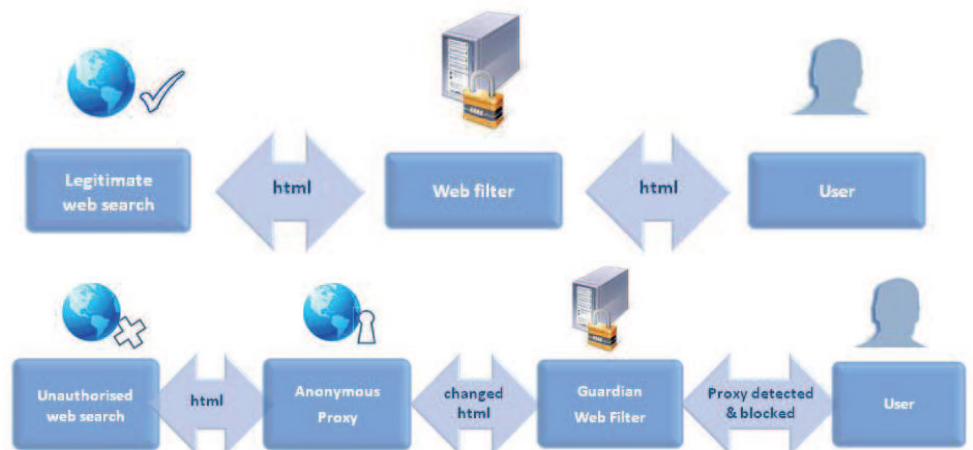 Legitimate
web search
html
Web filter
html
User
Unauthorised
web search
html
Anonymous
Proxy
changed
html
Guardian
Web Filter
Proxy detected
& blocked
User